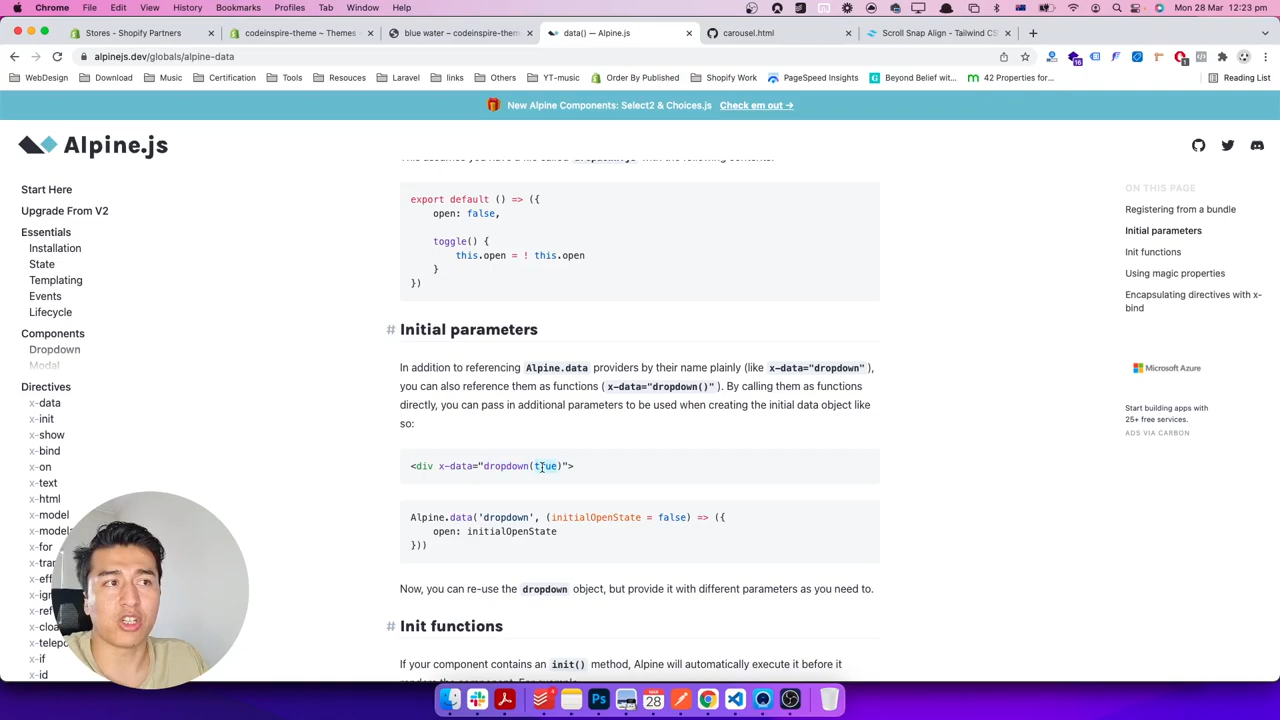 Chrome File Edit View History Bookmarks Profiles Tab Window Help Mon 28 Mar 12:23 pm
Stores - Shopify Partners codeinspire-theme ~ Themes - blue water ~ codeinspire-theme data() — Alpine.js carousel.html Scroll Snap Align - Tailwind CS
alpinejs.dev/globals/alpine-data
WebDesign Download Music Certification Tools Resouces Laravel links Others YT-music Order By Published Shopify Work PageSpeed Insights Beyond Belief wit... 42 Properties for... Reading List
New Alpine Components: Select2 & Choices.js Check em out →
Alpine.js
Start Here
Upgrade From V2
Essentials
Installation
State
Templating
Events
Lifecycle
Components
Dropdown
Modal
Directives
x-data
x-init
x-show
x-bind
x-on
x-text
x-html
x-model
x-for
x-if
x-id
export default () => ({
open: false,
toggle() {
this.open = ! this.open
}
})
# Initial parameters
In addition to referencing Alpine.data providers by their name plainly (like x-data="dropdown"),
you can also reference them as functions ( x-data="dropdown()"). By calling them as functions
directly, you can pass in additional parameters to be used when creating the initial data object like
so:
<div x-data="dropdown(true)">
Alpine.data('dropdown', (initialOpenState = false) => ({
open: initialOpenState
}))
Now, you can re-use the dropdown object, but provide it with different parameters as you need to.
# Init functions
If your component contains an init() method, Alpine will automatically execute it before it
ON THIS PAGE
Registering from a bundle
Initial parameters
Init functions
Using magic properties
Encapsulating directives with x-
bind
Microsoft Azure
Start building apps with
25+ free services.
ADS VIA CARBON